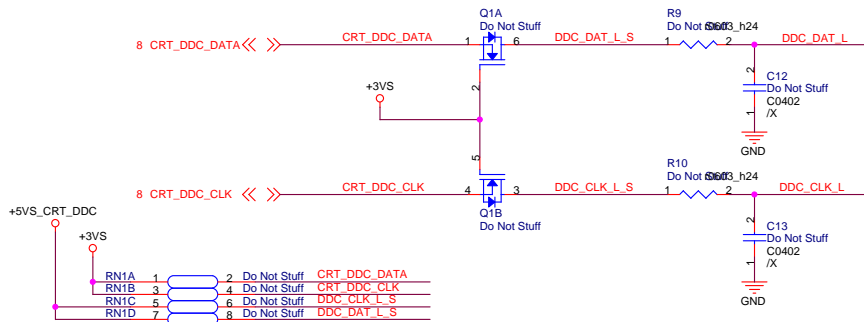 Q1A
Do Not Stuff
8 CRT_DDC_DATA
CRT_DDC_DATA
1
6
DDC_DAT_L_S
R9
Do Not Stuff
1
2
DDC_DAT_L
2
C12
Do Not Stuff
C0402
/X
1
GND
+3VS
2
5
8 CRT_DDC_CLK
CRT_DDC_CLK
4
3
DDC_CLK_L_S
Q1B
Do Not Stuff
R10
1
2
DDC_CLK_L
2
C13
Do Not Stuff
C0402
/X
1
GND
+5VS_CRT_DDC
+3VS
RN1A 1 2 Do Not Stuff CRT_DDC_DATA
RN1B 3 4 Do Not Stuff CRT_DDC_CLK
RN1C 5 6 Do Not Stuff DDC_CLK_L_S
RN1D 7 8 Do Not Stuff DDC_DAT_L_S